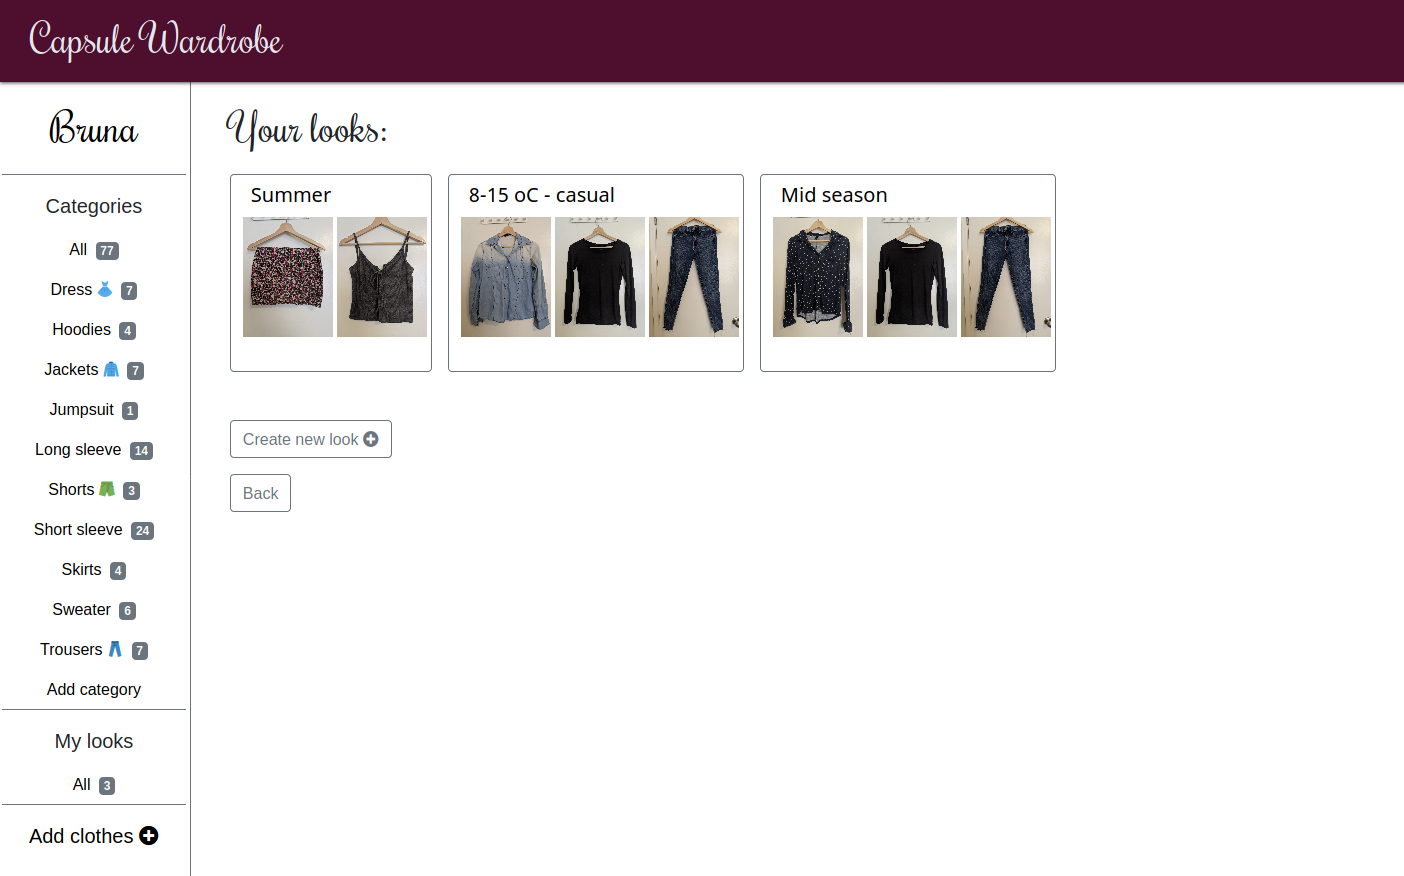 Capsule Wardrobe
Bruna
Categories
All 77
Dress 7
Hoodies 4
Jackets 7
Jumpsuit 1
Long sleeve 14
Shorts 3
Short sleeve 24
Skirts 4
Sweater 6
Trousers 7
Add category
My looks
All 3
Add clothes
Your looks:
Summer
8-15 oC - casual
Mid season
Create new look
Back